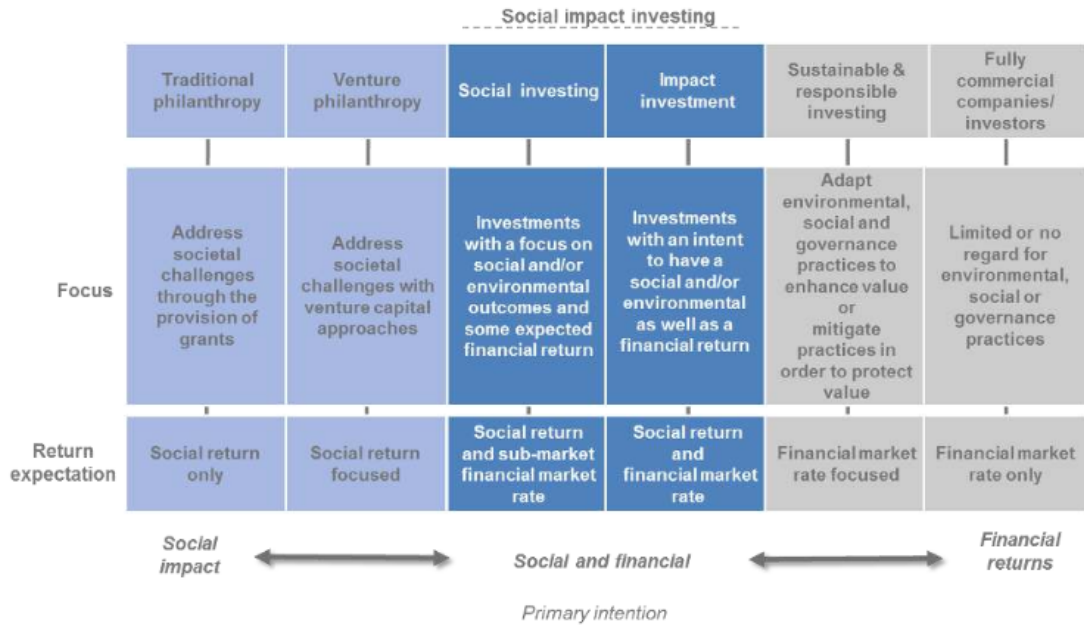 Social impact investing
Traditional
philanthropy
Venture
philanthropy
Social investing
Impact
investment
Sustainable &
responsible
investing
Fully
commercial
companies/
investors
Focus
Address
societal
challenges
through the
provision of
grants
Address
societal
challenges with
venture capital
approaches
Investments
with a focus on
social and/or
environmental
outcomes and
some expected
financial return
Investments
with an intent
to have a
social and/or
environmental
as well as a
financial return
Adapt
environmental,
social and
governance
practices to
enhance value
or
mitigate
practices in
order to protect
value
Limited or no
regard for
environmental,
social or
governance
practices
Return
expectation
Social return
only
Social return
focused
Social return
and sub-market
financial market
rate
Social return
and
financial market
rate
Financial market
rate focused
Financial market
rate only
Social
impact
Social and financial
Financial
returns
Primary intention